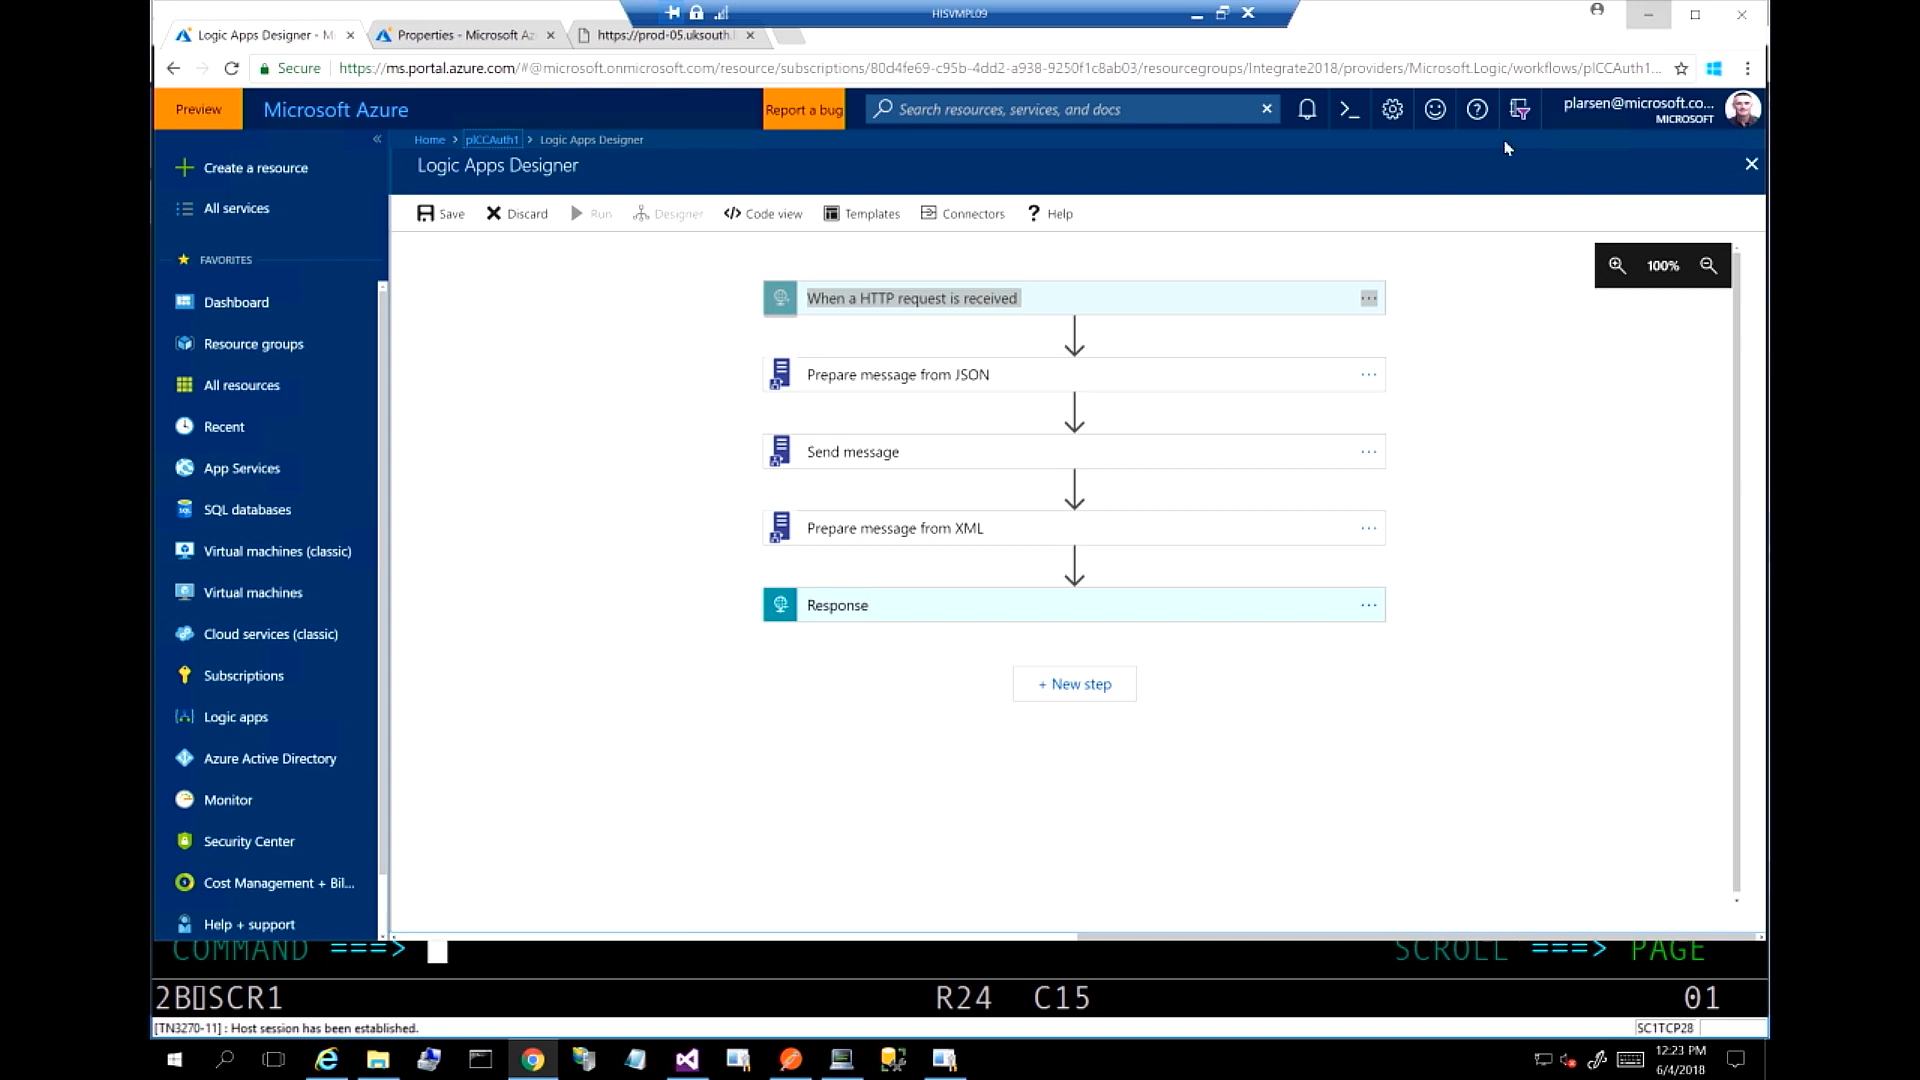 HISVMPL09
Logic Apps Designer - M
Properties - Microsoft Az
https://prod-05.uksouth.
Secure
https://ms.portal.azure.com/#@microsoft.onmicrosoft.com/resource/subscriptions/80d4fe69-c95b-4dd2-a938-9250f1c8ab03/resourcegroups/Integrate2018/providers/Microsoft.Logic/workflows/plCCAuth1...
Preview
Microsoft Azure
Report a bug
Search resources, services, and docs
plarsen@microsoft.co...
MICROSOFT
Home > plCCAuth1 > Logic Apps Designer
Logic Apps Designer
Save
Discard
Run
Designer
Code view
Templates
Connectors
Help
Create a resource
All services
FAVORITES
Dashboard
Resource groups
All resources
Recent
App Services
SQL databases
Virtual machines (classic)
Virtual machines
Cloud services (classic)
Subscriptions
Logic apps
Azure Active Directory
Monitor
Security Center
Cost Management + Bil...
Help + support
100%
When a HTTP request is received
Prepare message from JSON
Send message
Prepare message from XML
Response
+ New step
COMMAND ===>
SCROLL ===> PAGE
2B▯SCR1
R24 C15
01
[TN3270-11] : Host session has been established.
SC1TCP28
12:23 PM
6/4/2018